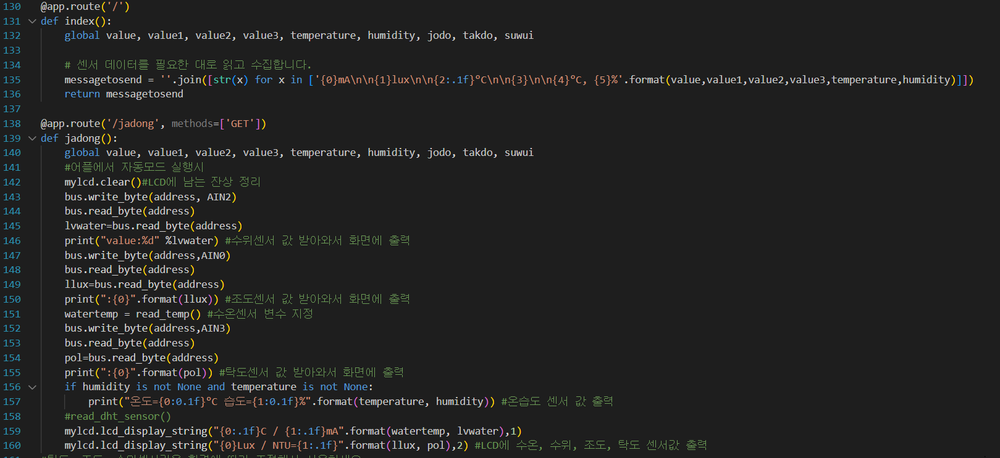 130 @app.route('/')
131 def index():
132 global value, value1, value2, value3, temperature, humidity, jodo, takdo, suwui
133
134 # 센서 데이터를 필요한 대로 읽고 수집합니다.
135 messagetosend = ''.join([str(x) for x in ['{0}mA\n\n{1}lux\n\n{2:.1f}ºC\n\n{3}\n\n{4}ºC, {5}%'.format(value,value1,value2,value3,temperature,humidity)]])
136 return messagetosend
137
138 @app.route('/jadong', methods=['GET'])
139 def jadong():
140 global value, value1, value2, value3, temperature, humidity, jodo, takdo, suwui
141 #어플에서 자동모드 실행시
142 mylcd.clear()#LCD에 남는 잔상 정리
143 bus.write_byte(address, AIN2)
144 bus.read_byte(address)
145 lvwater=bus.read_byte(address)
146 print("value:%d" %lvwater) #수위센서 값 받아와서 화면에 출력
147 bus.write_byte(address,AIN0)
148 bus.read_byte(address)
149 llux=bus.read_byte(address)
150 print(":{0}".format(llux)) #조도센서 값 받아와서 화면에 출력
151 watertemp = read_temp() #수온센서 변수 지정
152 bus.write_byte(address,AIN3)
153 bus.read_byte(address)
154 pol=bus.read_byte(address)
155 print(":{0}".format(pol)) #탁도센서 값 받아와서 화면에 출력
156 if humidity is not None and temperature is not None:
157 print("온도={0:0.1f}ºC 습도={1:0.1f}%".format(temperature, humidity)) #온습도 센서 값 출력
158 #read_dht_sensor()
159 mylcd.lcd_display_string("{0:.1f}C / {1:.1f}mA".format(watertemp, lvwater),1)
160 mylcd.lcd_display_string("{0}Lux / NTU={1:.1f}".format(llux, pol),2) #LCD에 수온, 수위, 조도, 탁도 센서값 출력